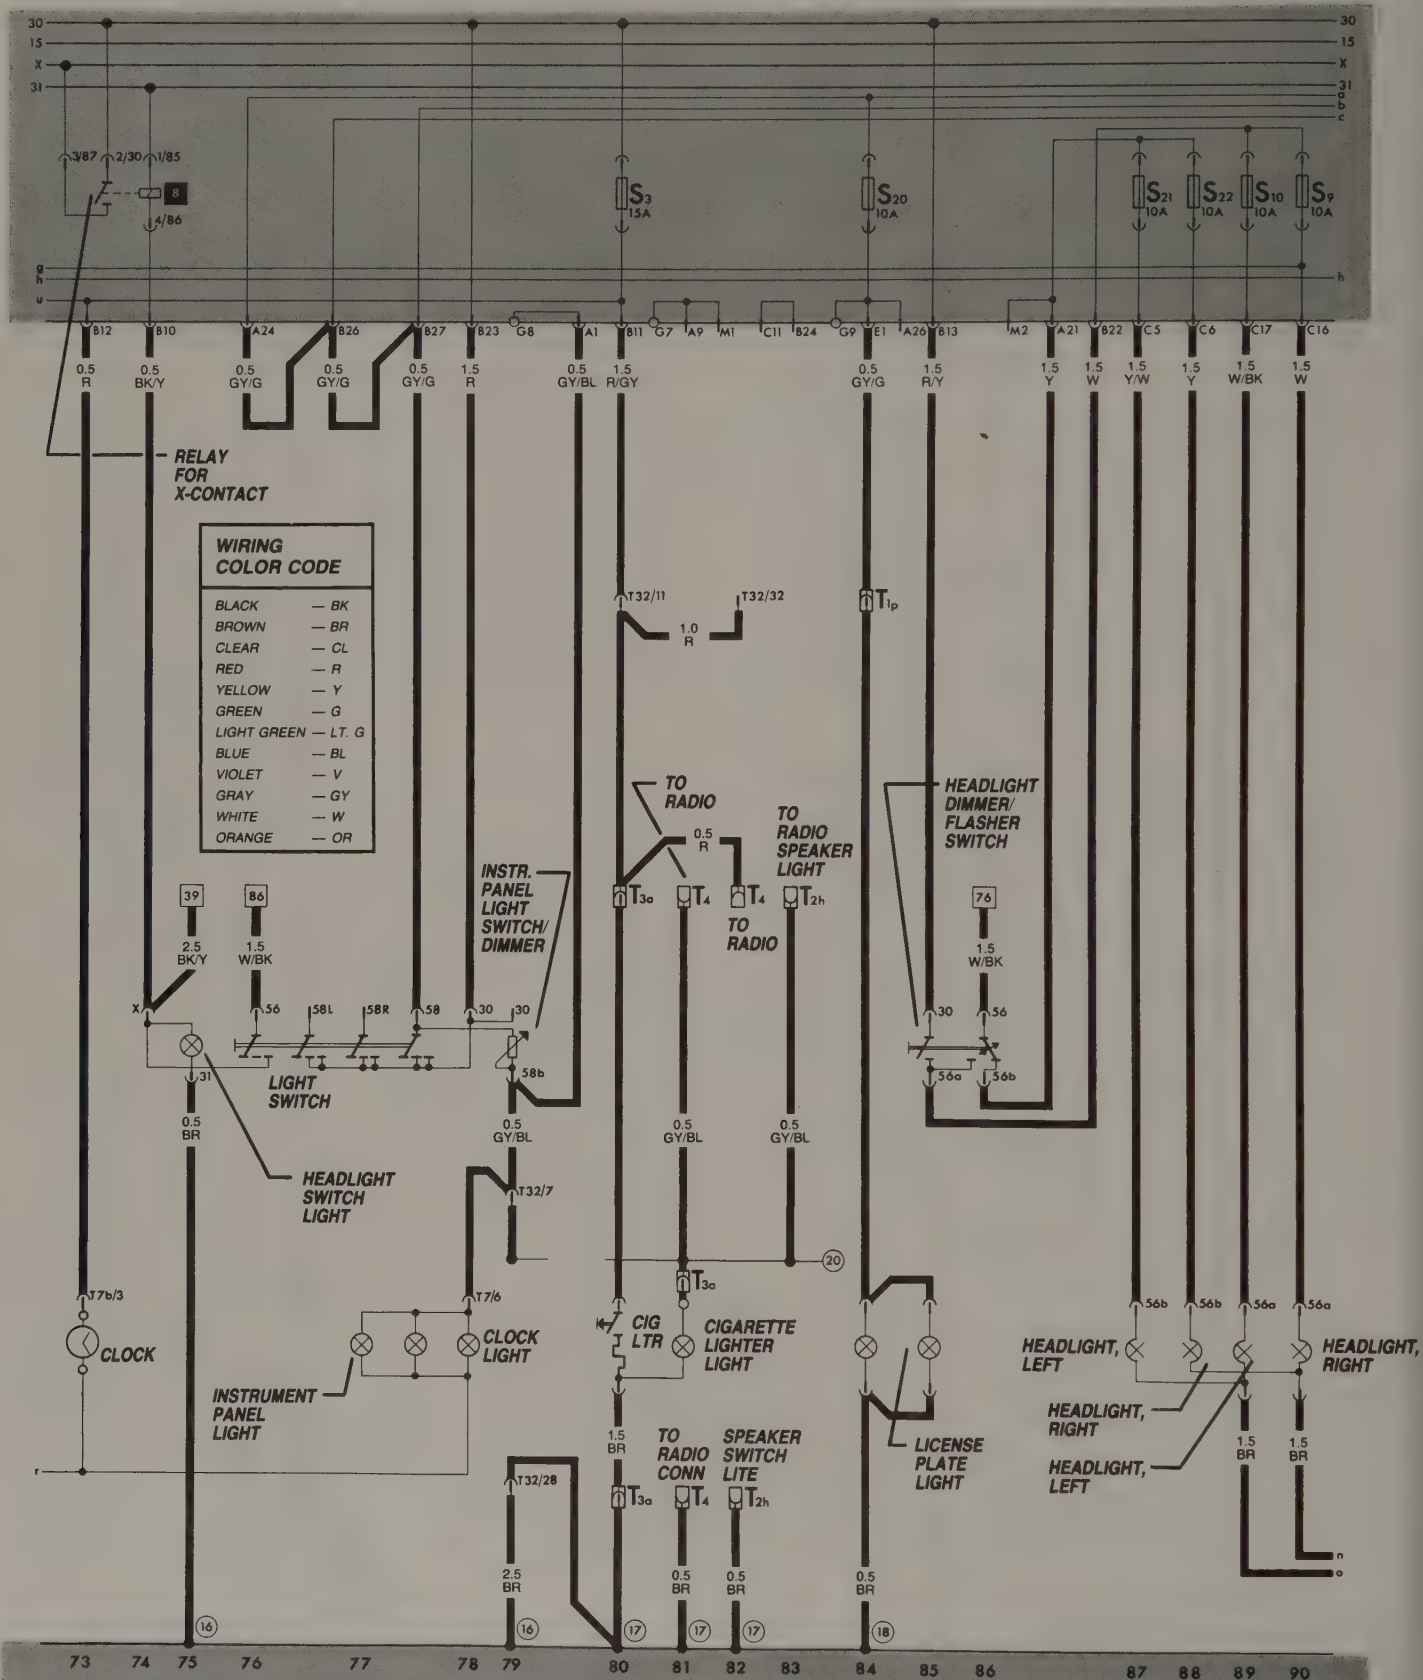 30 30
15 15
X X
31 31
a
b
c
3/87 2/30 1/85
8
4/86
S3 15A
S20 10A
S21 10A
S22 10A
S10 10A
S9 10A
g
h h
u
B12 B10 A24 B26 B27 B23 G8 A1 B11 G7 A9 M1 C11 B24 G9 E1 A26 B13 M2 A21 B22 C5 C6 C17 C16
0.5 0.5 0.5 0.5 0.5 1.5 0.5 1.5 0.5 1.5 1.5 1.5 1.5 1.5 1.5 1.5
R BK/Y GY/G GY/G GY/G R GY/BL R/GY GY/G R/Y Y W Y/W Y W/BK W
RELAY
FOR
X-CONTACT
WIRING
COLOR CODE
BLACK — BK
BROWN — BR
CLEAR — CL
RED — R
YELLOW — Y
GREEN — G
LIGHT GREEN — LT. G
BLUE — BL
VIOLET — V
GRAY — GY
WHITE — W
ORANGE — OR
T32/11 T32/32
1.0
R
T1p
TO
RADIO
0.5
R
TO
RADIO
SPEAKER
LIGHT
HEADLIGHT
DIMMER/
FLASHER
SWITCH
INSTR.
PANEL
LIGHT
SWITCH/
DIMMER
T3a T4 T4 T2h
TO
RADIO
39 86 76
2.5
BK/Y
1.5
W/BK
1.5
W/BK
X 56 58L 58R 58 30 30
30 56
31
LIGHT
SWITCH
58b
56a 56b
0.5
BR
0.5
GY/BL
0.5
GY/BL
0.5
GY/BL
HEADLIGHT
SWITCH
LIGHT
T32/7
20
T3a
T7b/3
T7/6
56b 56b 56a 56a
CLOCK
CLOCK
LIGHT
CIG
LTR
CIGARETTE
LIGHTER
LIGHT
HEADLIGHT,
LEFT
HEADLIGHT,
RIGHT
INSTRUMENT
PANEL
LIGHT
HEADLIGHT,
RIGHT
HEADLIGHT,
LEFT
LICENSE
PLATE
LIGHT
1.5
BR
TO
RADIO
CONN
SPEAKER
SWITCH
LITE
1.5
BR
1.5
BR
r
T32/28
T3a T4 T2h
n
o
2.5
BR
0.5
BR
0.5
BR
0.5
BR
16 16 17 17 17 18
73 74 75 76 77 78 79 80 81 82 83 84 85 86 87 88 89 90